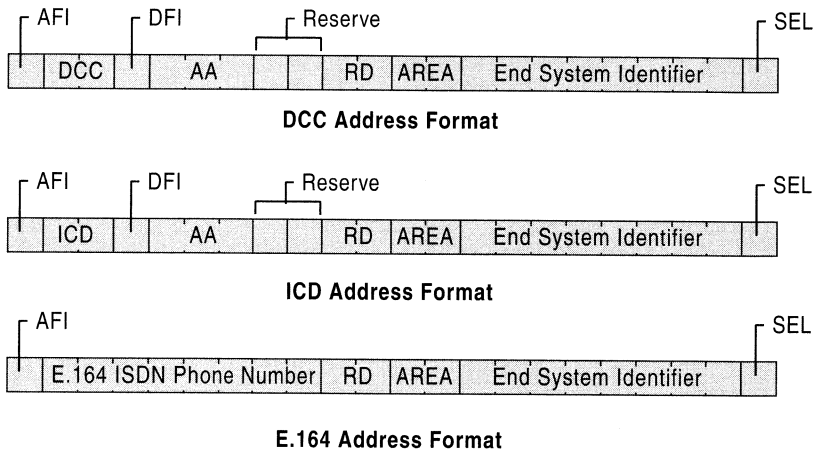 AFI DFI Reserve SEL
DCC AA RD AREA End System Identifier
DCC Address Format
AFI DFI Reserve SEL
ICD AA RD AREA End System Identifier
ICD Address Format
AFI SEL
E.164 ISDN Phone Number RD AREA End System Identifier
E.164 Address Format